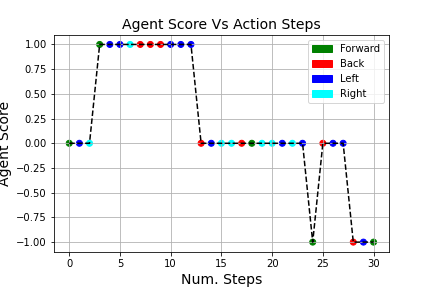 Agent Score Vs Action Steps
Agent Score
1.00
0.75
0.50
0.25
0.00
−0.25
−0.50
−0.75
−1.00
Forward
Back
Left
Right
0 5 10 15 20 25 30
Num. Steps